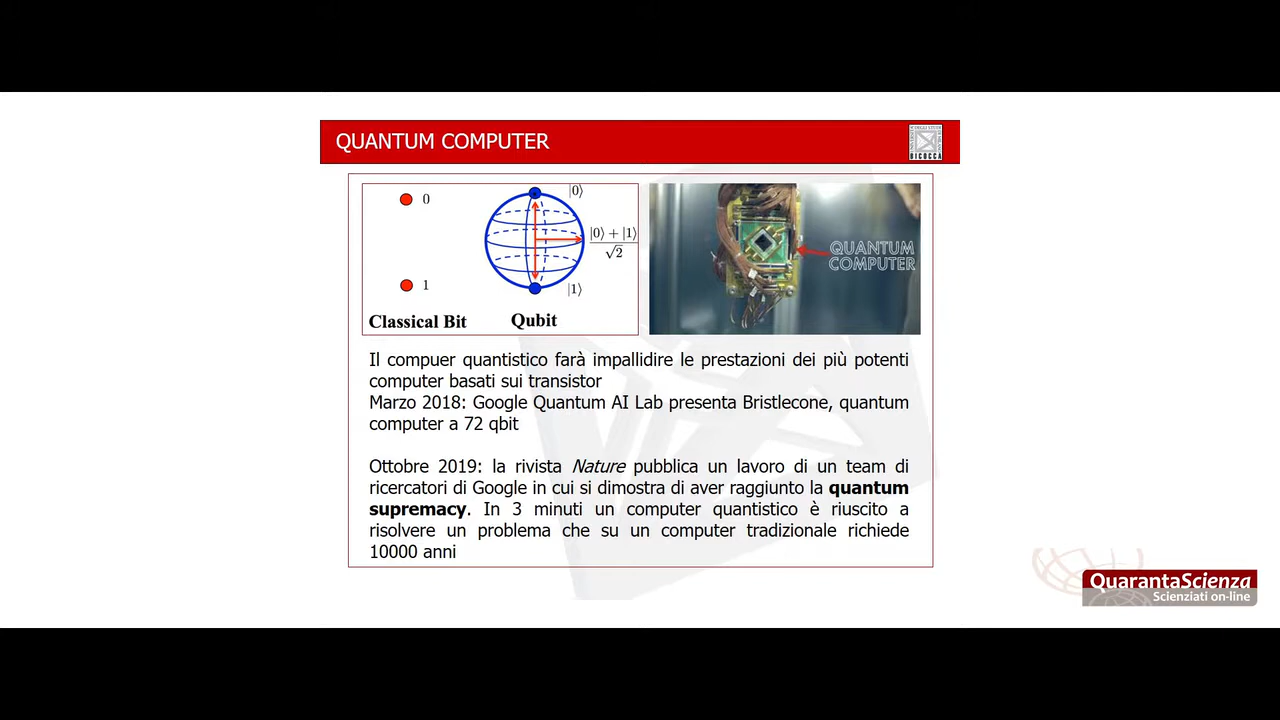 QUANTUM COMPUTER
BICOCCA
0
|0⟩
|0⟩ + |1⟩
√2
1
|1⟩
Classical Bit
Qubit
QUANTUM
COMPUTER
Il compuer quantistico farà impallidire le prestazioni dei più potenti
computer basati sui transistor
Marzo 2018: Google Quantum AI Lab presenta Bristlecone, quantum
computer a 72 qbit
Ottobre 2019: la rivista Nature pubblica un lavoro di un team di
ricercatori di Google in cui si dimostra di aver raggiunto la quantum
supremacy. In 3 minuti un computer quantistico è riuscito a
risolvere un problema che su un computer tradizionale richiede
10000 anni
QuarantaScienza
Scienziati on-line